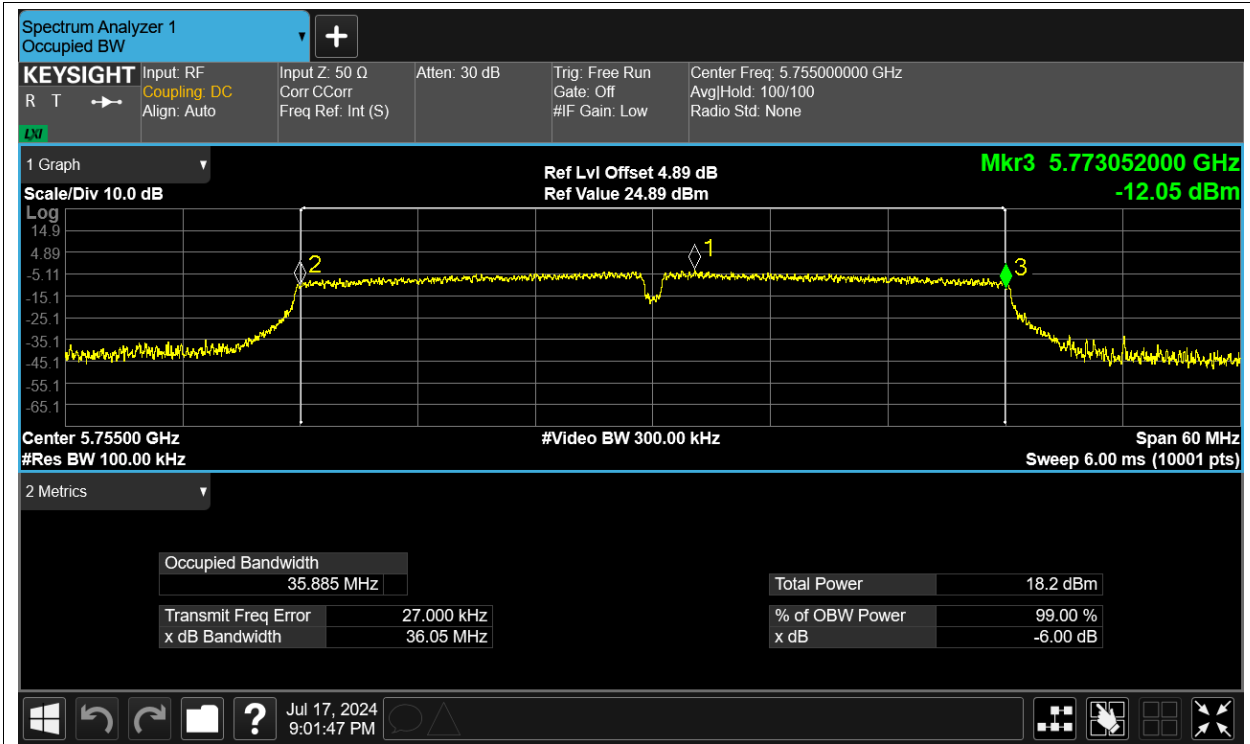 Spectrum Analyzer 1
Occupied BW
+
KEYSIGHT
R T
LXI
Input: RF
Coupling: DC
Align: Auto
Input Z: 50 Ω
Corr CCorr
Freq Ref: Int (S)
Atten: 30 dB
Trig: Free Run
Gate: Off
#IF Gain: Low
Center Freq: 5.755000000 GHz
Avg|Hold: 100/100
Radio Std: None
1 Graph
Scale/Div 10.0 dB
Ref Lvl Offset 4.89 dB
Ref Value 24.89 dBm
Mkr3 5.773052000 GHz
-12.05 dBm
Log
14.9
4.89
-5.11
-15.1
-25.1
-35.1
-45.1
-55.1
-65.1
2
1
3
Center 5.75500 GHz
#Res BW 100.00 kHz
#Video BW 300.00 kHz
Span 60 MHz
Sweep 6.00 ms (10001 pts)
2 Metrics
Occupied Bandwidth
35.885 MHz
Transmit Freq Error 27.000 kHz
x dB Bandwidth 36.05 MHz
Total Power 18.2 dBm
% of OBW Power 99.00 %
x dB -6.00 dB
?
Jul 17, 2024
9:01:47 PM